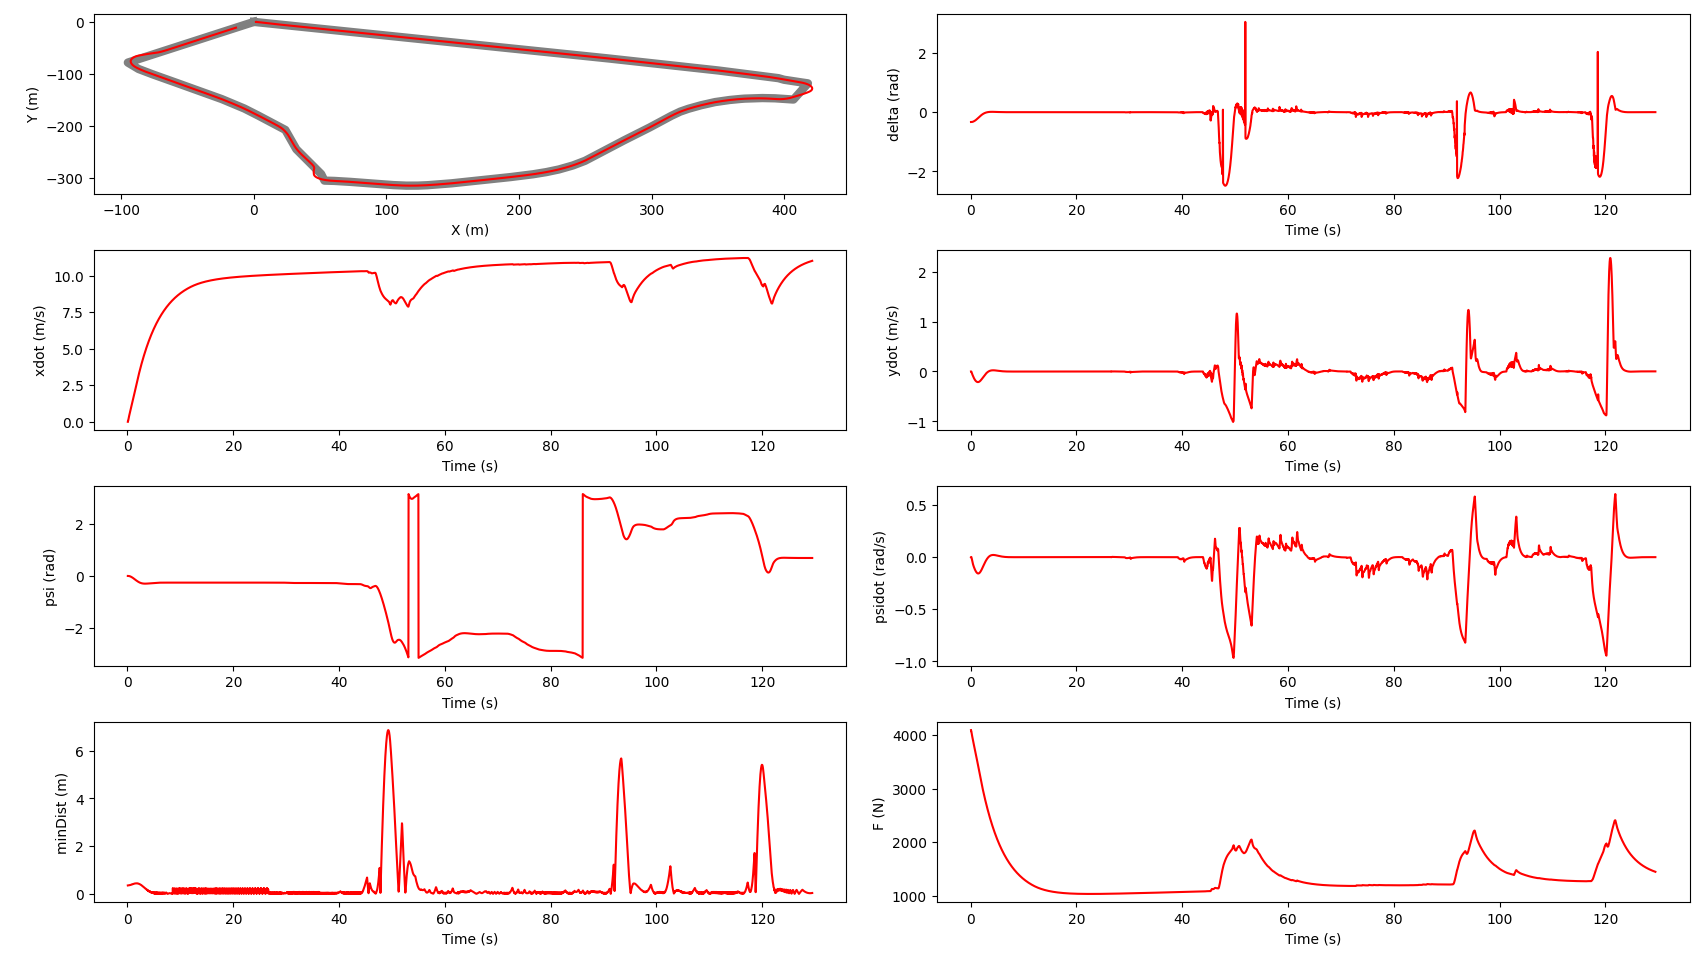 0
−100
−200
−300
Y (m)
−100 0 100 200 300 400
X (m)
2
0
−2
delta (rad)
0 20 40 60 80 100 120
Time (s)
10.0
7.5
5.0
2.5
0.0
xdot (m/s)
0 20 40 60 80 100 120
Time (s)
2
1
0
−1
ydot (m/s)
0 20 40 60 80 100 120
Time (s)
2
0
−2
psi (rad)
0 20 40 60 80 100 120
Time (s)
0.5
0.0
−0.5
−1.0
psidot (rad/s)
0 20 40 60 80 100 120
Time (s)
6
4
2
0
minDist (m)
0 20 40 60 80 100 120
Time (s)
4000
3000
2000
1000
F (N)
0 20 40 60 80 100 120
Time (s)